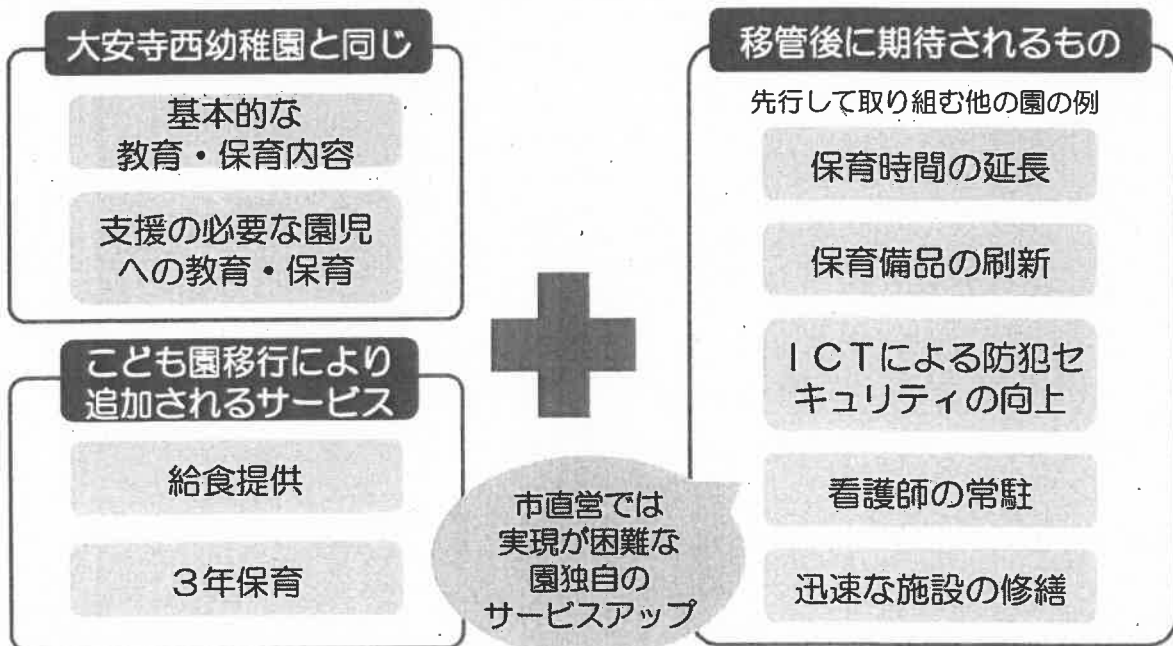 大安寺西幼稚園と同じ
基本的な
教育・保育内容
支援の必要な園児
への教育・保育
こども園移行により
追加されるサービス
給食提供
３年保育
市直営では
実現が困難な
園独自の
サービスアップ
移管後に期待されるもの
先行して取り組む他の園の例
保育時間の延長
保育備品の刷新
ＩＣＴによる防犯セ
キュリティの向上
看護師の常駐
迅速な施設の修繕